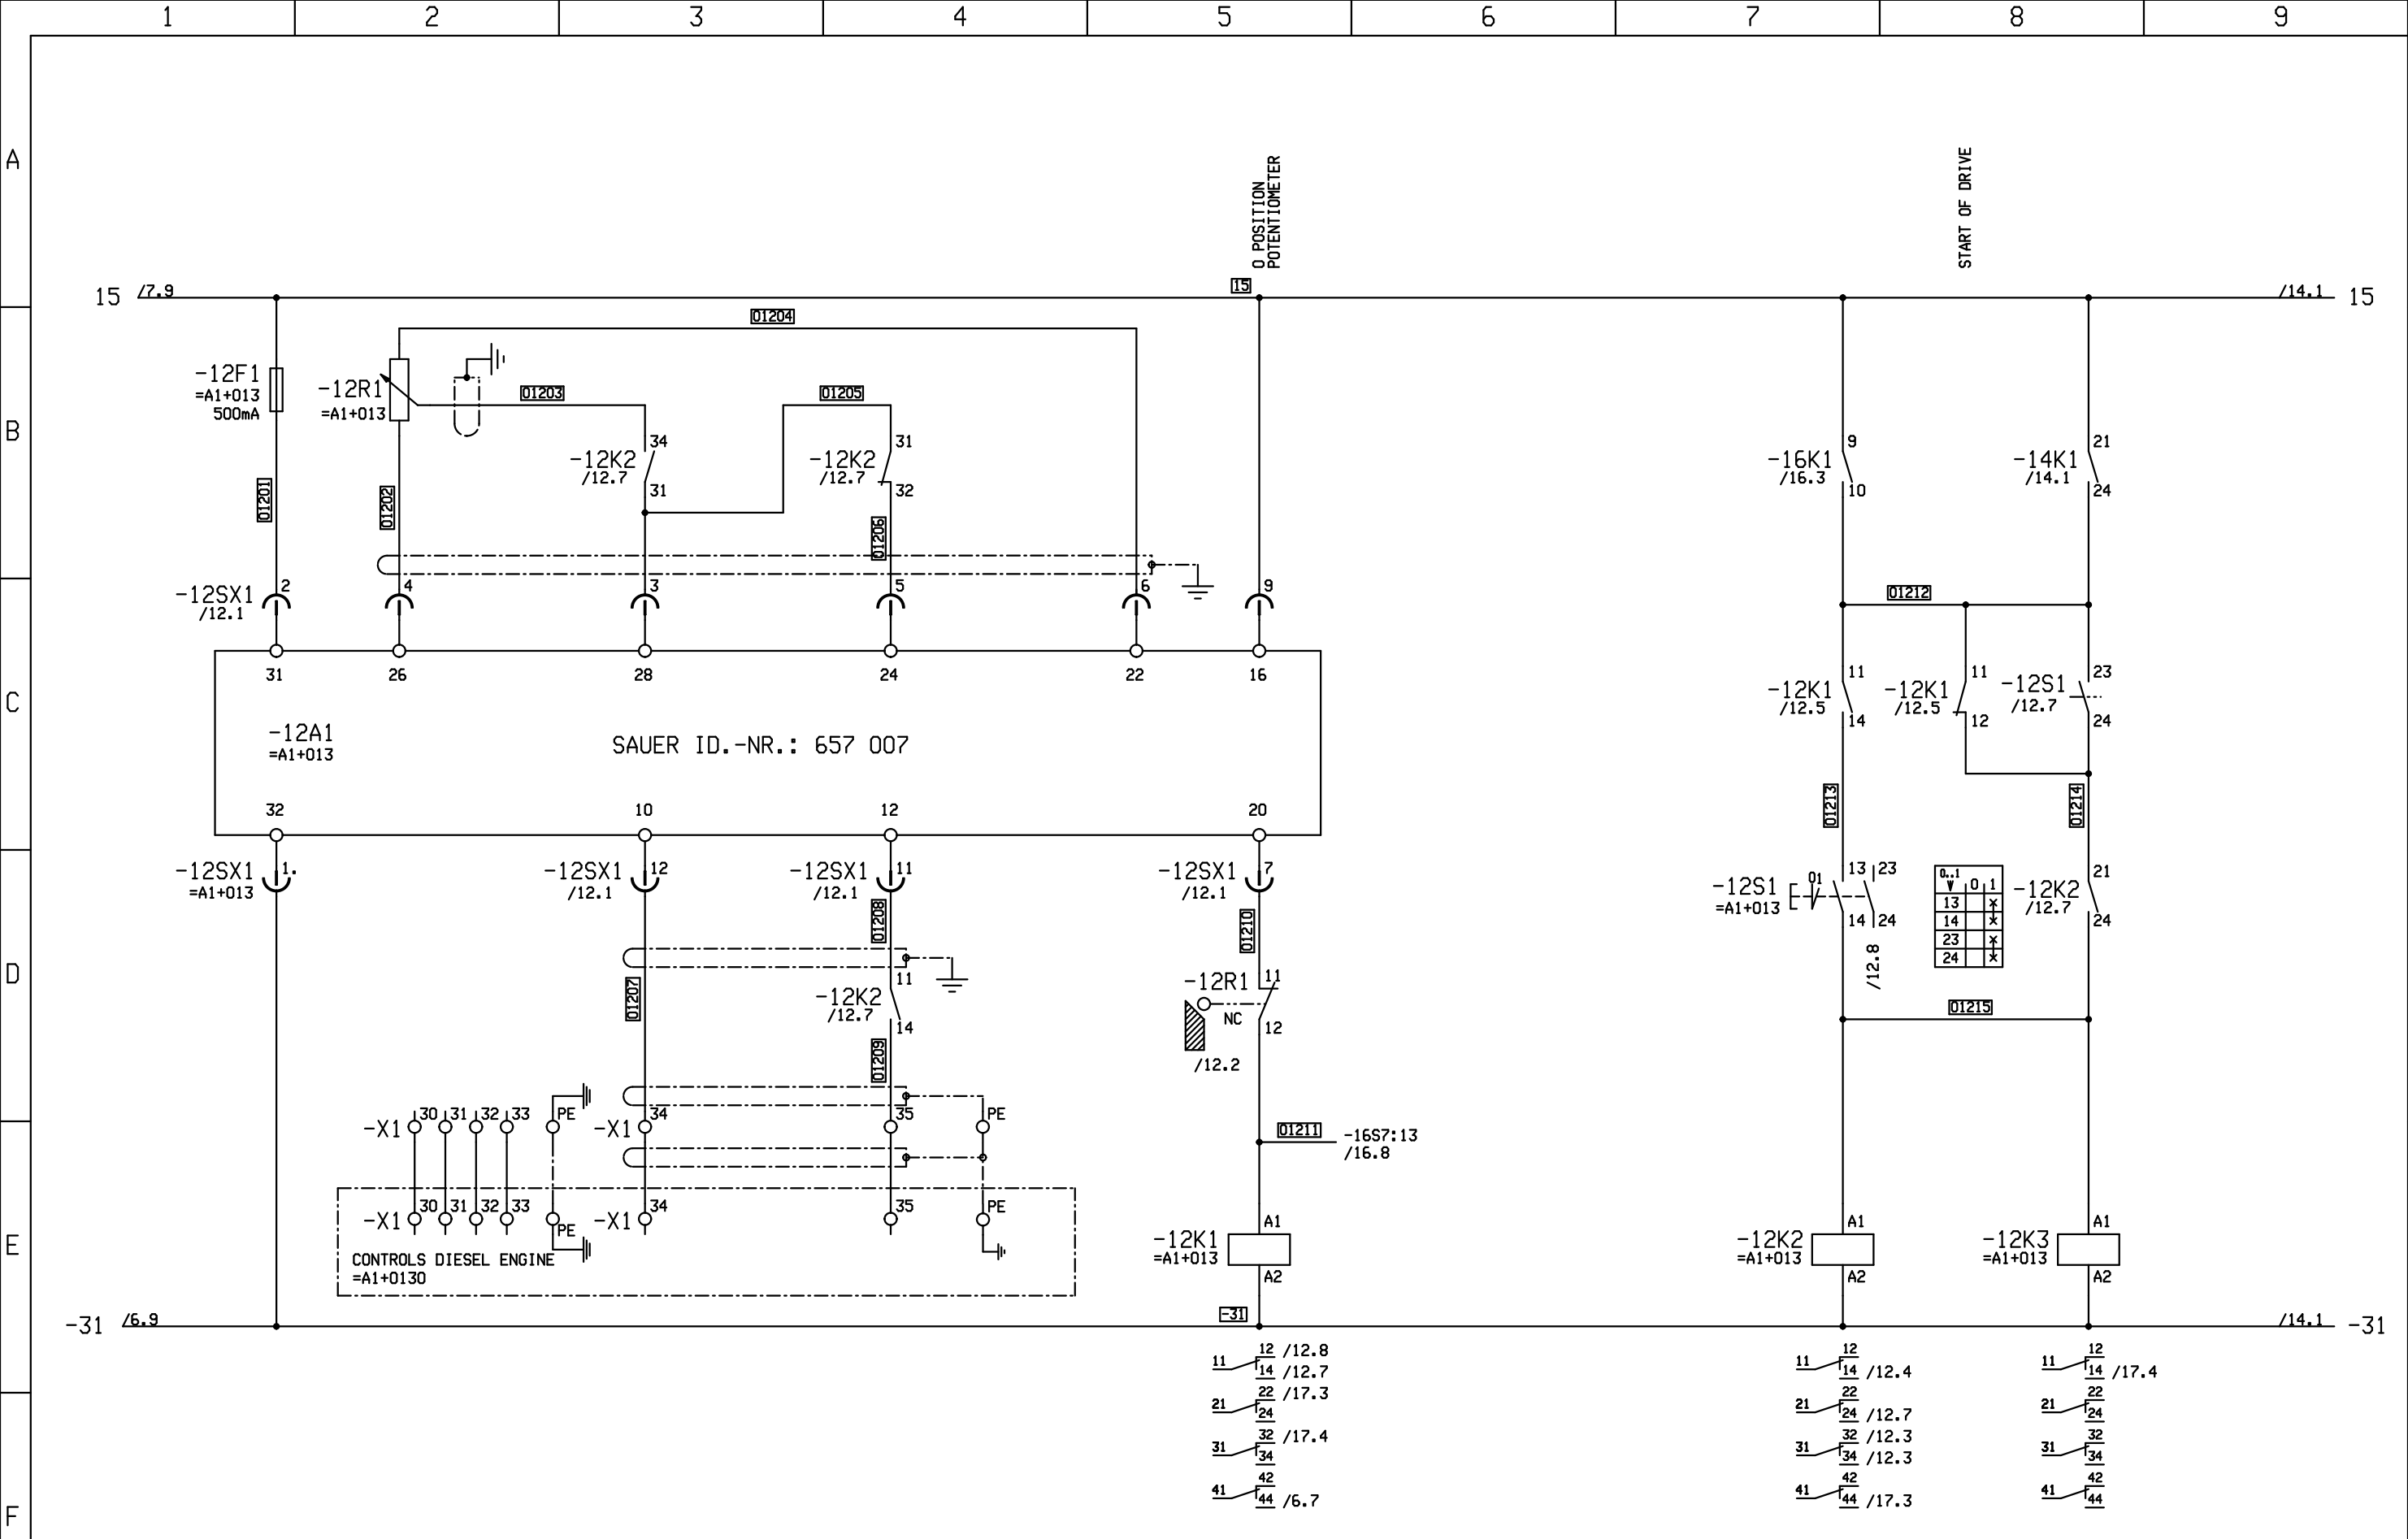 1 2 3 4 5 6 7 8 9
A
B
C
D
E
F
O POSITION
POTENTIOMETER
START OF DRIVE
15 /7.9
15
/14.1 15
01204
-12F1
=A1+013
500mA
-12R1
=A1+013
01203
01205
34
-12K2
/12.7
31
31
-12K2
/12.7
32
9
-16K1
/16.3
10
21
-14K1
/14.1
24
01201
01202
01206
-12SX1
/12.1
2 4 3 5 6 9
01212
31 26 28 24 22 16
11
-12K1
/12.5
14
11
-12K1
/12.5
12
23
-12S1
/12.7
24
-12A1
=A1+013
SAUER ID.-NR.: 657 007
32 10 12 20
01213
01214
-12SX1
=A1+013
1.
-12SX1
/12.1
12
-12SX1
/12.1
11
-12SX1
/12.1
7
-12S1
=A1+013
01
13 23
14 24
/12.8
0..1 0 1
13 x
14 x
23 x
24 x
21
-12K2
/12.7
24
01208
01210
01207
11
-12K2
/12.7
14
-12R1
11
NC
12
/12.2
01215
01209
-X1 30 31 32 33 PE
-X1 34 35 PE
01211 -16S7:13
/16.8
-X1 30 31 32 33 PE
-X1 34 35 PE
CONTROLS DIESEL ENGINE
=A1+0130
A1
-12K1
=A1+013
A2
A1
-12K2
=A1+013
A2
A1
-12K3
=A1+013
A2
-31 /6.9
-31
/14.1 -31
11 12 /12.8
14 /12.7
21 22 /17.3
24
31 32 /17.4
34
41 42
44 /6.7
11 12
14 /12.4
21 22
24 /12.7
31 32 /12.3
34 /12.3
41 42
44 /17.3
11 12
14 /17.4
21 22
24
31 32
34
41 42
44